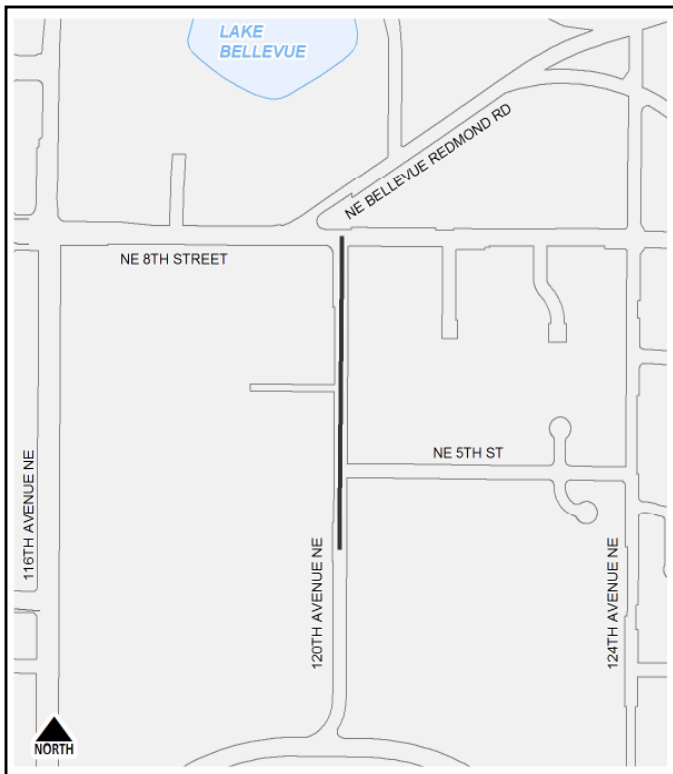 LAKE
BELLEVUE
NE BELLEVUE REDMOND RD
NE 8TH STREET
NE 5TH ST
116TH AVENUE NE
120TH AVENUE NE
124TH AVENUE NE
NORTH